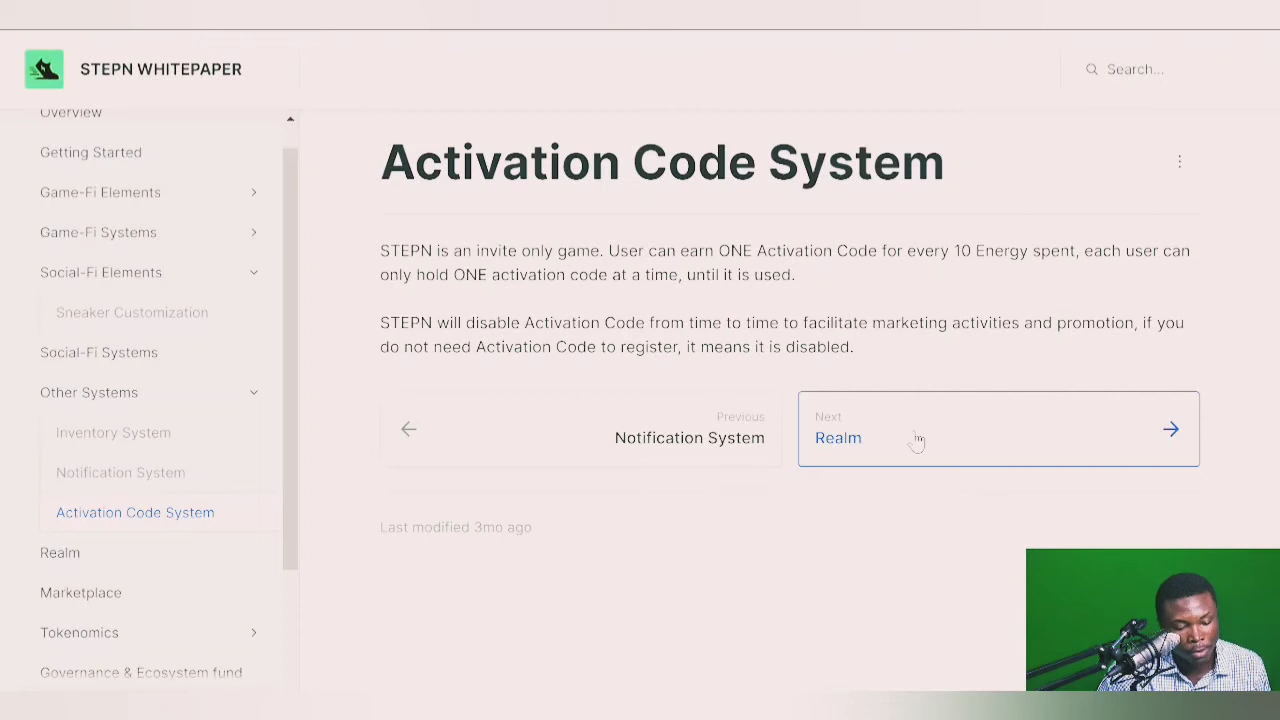 STEPN WHITEPAPER
Search...
Overview
Getting Started
Game-Fi Elements
Game-Fi Systems
Social-Fi Elements
Sneaker Customization
Social-Fi Systems
Other Systems
Inventory System
Notification System
Activation Code System
Realm
Marketplace
Tokenomics
Governance & Ecosystem fund
Activation Code System
STEPN is an invite only game. User can earn ONE Activation Code for every 10 Energy spent, each user can
only hold ONE activation code at a time, until it is used.
STEPN will disable Activation Code from time to time to facilitate marketing activities and promotion, if you
do not need Activation Code to register, it means it is disabled.
Previous
Notification System
Next
Realm
Last modified 3mo ago